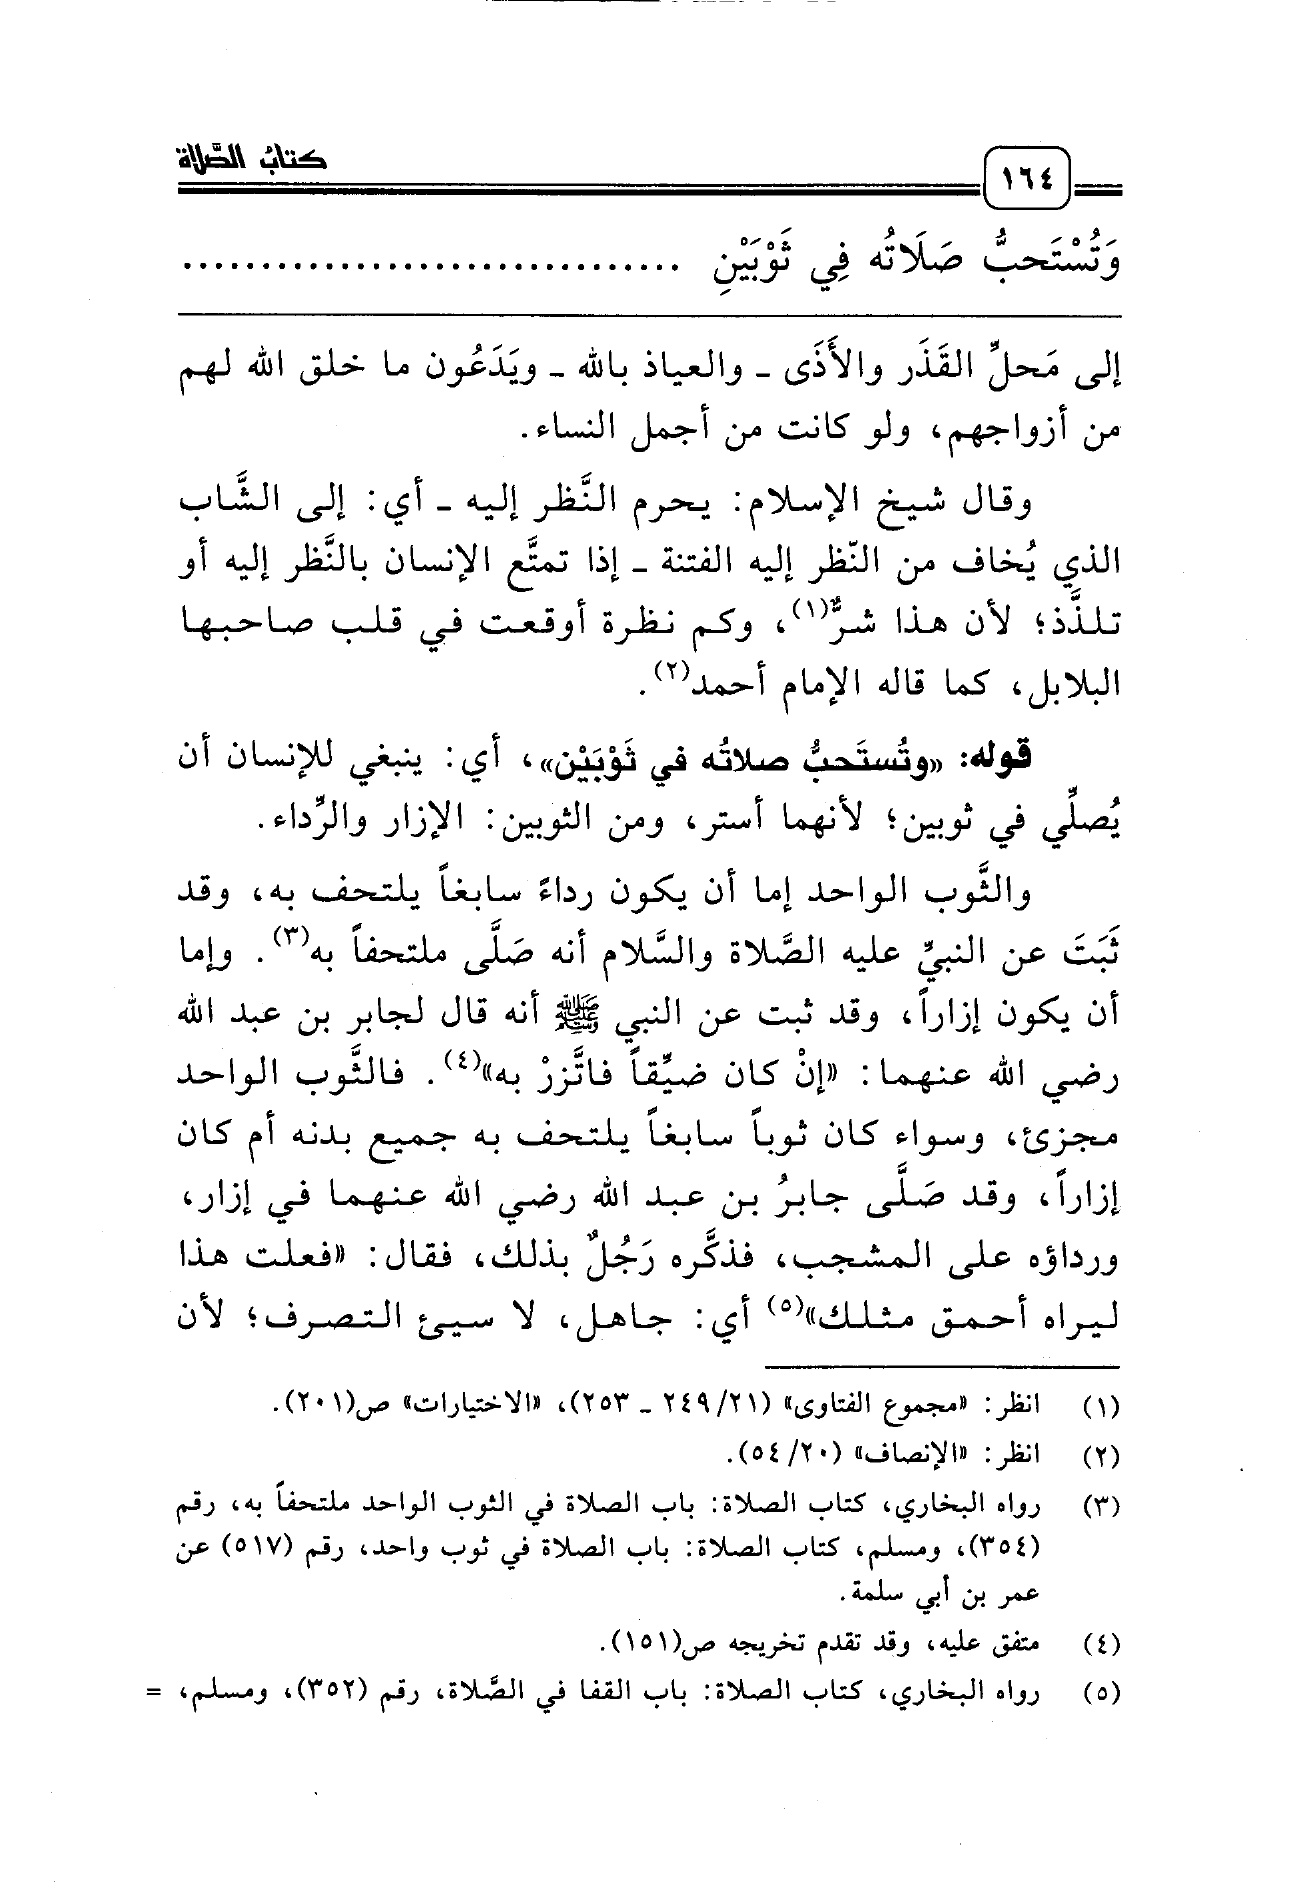 كتاب الصلاة
١٦٤
وَتُسْتَحبُّ صَلَاتُه فِي ثَوْبَيْنِ ................................
إلى مَحلِّ القَذَر والأَذَى ـ والعياذ بالله ـ ويَدَعُون ما خلق الله لهم
من أزواجهم، ولو كانت من أجمل النساء.
وقال شيخ الإسلام: يحرم النَّظر إليه ـ أي: إلى الشَّاب
الذي يُخاف من النّظر إليه الفتنة ـ إذا تمتَّع الإنسان بالنَّظر إليه أو
تلذَّذ؛ لأن هذا شرٌّ(١)، وكم نظرة أوقعت في قلب صاحبها
البلابل، كما قاله الإمام أحمد(٢).
قوله: «وتُستَحبُّ صلاتُه في ثَوْبَيْن»، أي: ينبغي للإنسان أن
يُصلِّي في ثوبين؛ لأنهما أستر، ومن الثوبين: الإزار والرِّداء.
والثَّوب الواحد إما أن يكون رداءً سابغاً يلتحف به، وقد
ثَبَتَ عن النبيِّ عليه الصَّلاة والسَّلام أنه صَلَّى ملتحفاً به(٣). وإما
أن يكون إزاراً، وقد ثبت عن النبي ﷺ أنه قال لجابر بن عبد الله
رضي الله عنهما: «إنْ كان ضيِّقاً فاتَّزرْ به»(٤). فالثَّوب الواحد
مجزئ، وسواء كان ثوباً سابغاً يلتحف به جميع بدنه أم كان
إزاراً، وقد صَلَّى جابرُ بن عبد الله رضي الله عنهما في إزار،
ورداؤه على المشجب، فذكَّره رَجُلٌ بذلك، فقال: «فعلت هذا
ليراه أحمق مثلك»(٥) أي: جاهل، لا سيئ التصرف؛ لأن
(١) انظر: «مجموع الفتاوى» (٢١/ ٢٤٩ ـ ٢٥٣)، «الاختيارات» ص(٢٠١).
(٢) انظر: «الإنصاف» (٢٠/ ٥٤).
(٣) رواه البخاري، كتاب الصلاة: باب الصلاة في الثوب الواحد ملتحفاً به، رقم
(٣٥٤)، ومسلم، كتاب الصلاة: باب الصلاة في ثوب واحد، رقم (٥١٧) عن
عمر بن أبي سلمة.
(٤) متفق عليه، وقد تقدم تخريجه ص(١٥١).
(٥) رواه البخاري، كتاب الصلاة: باب القفا في الصَّلاة، رقم (٣٥٢)، ومسلم، =